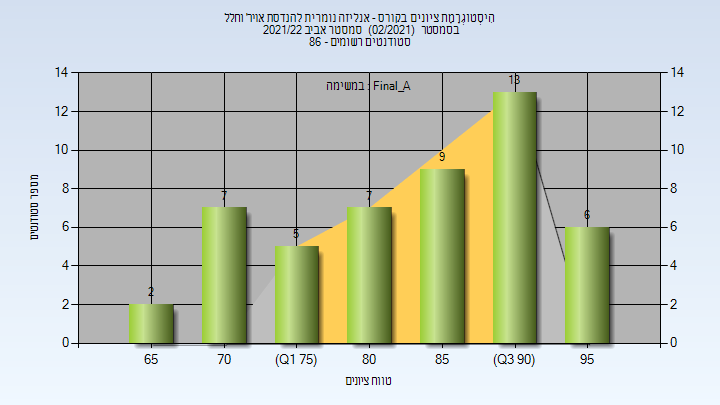 היסטוגרמת ציונים בקורס - אנליזה נומרית להנדסת אויר וחלל
בסמסטר (02/2021) סמסטר אביב 2021/22
סטודנטים רשומים - 86
במשימה : Final_A
מספר סטודנטים
14 14
12 12
10 10
8 8
6 6
4 4
2 2
0 0
2 7 5 7 9 13 6
65 70 (Q1 75) 80 85 (Q3 90) 95
טווח ציונים